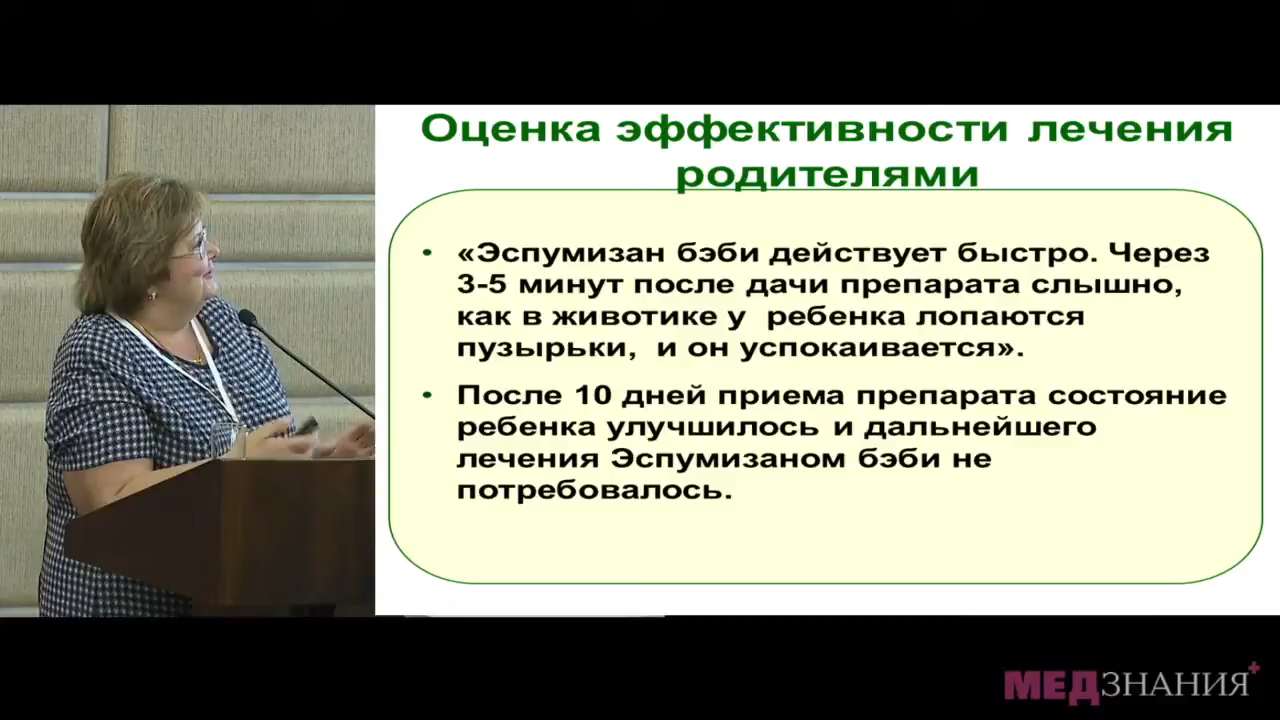 Оценка эффективности лечения
родителями
• «Эспумизан бэби действует быстро. Через
3-5 минут после дачи препарата слышно,
как в животике у ребенка лопаются
пузырьки, и он успокаивается».
• После 10 дней приема препарата состояние
ребенка улучшилось и дальнейшего
лечения Эспумизаном бэби не
потребовалось.
МЕДЗНАНИЯ+